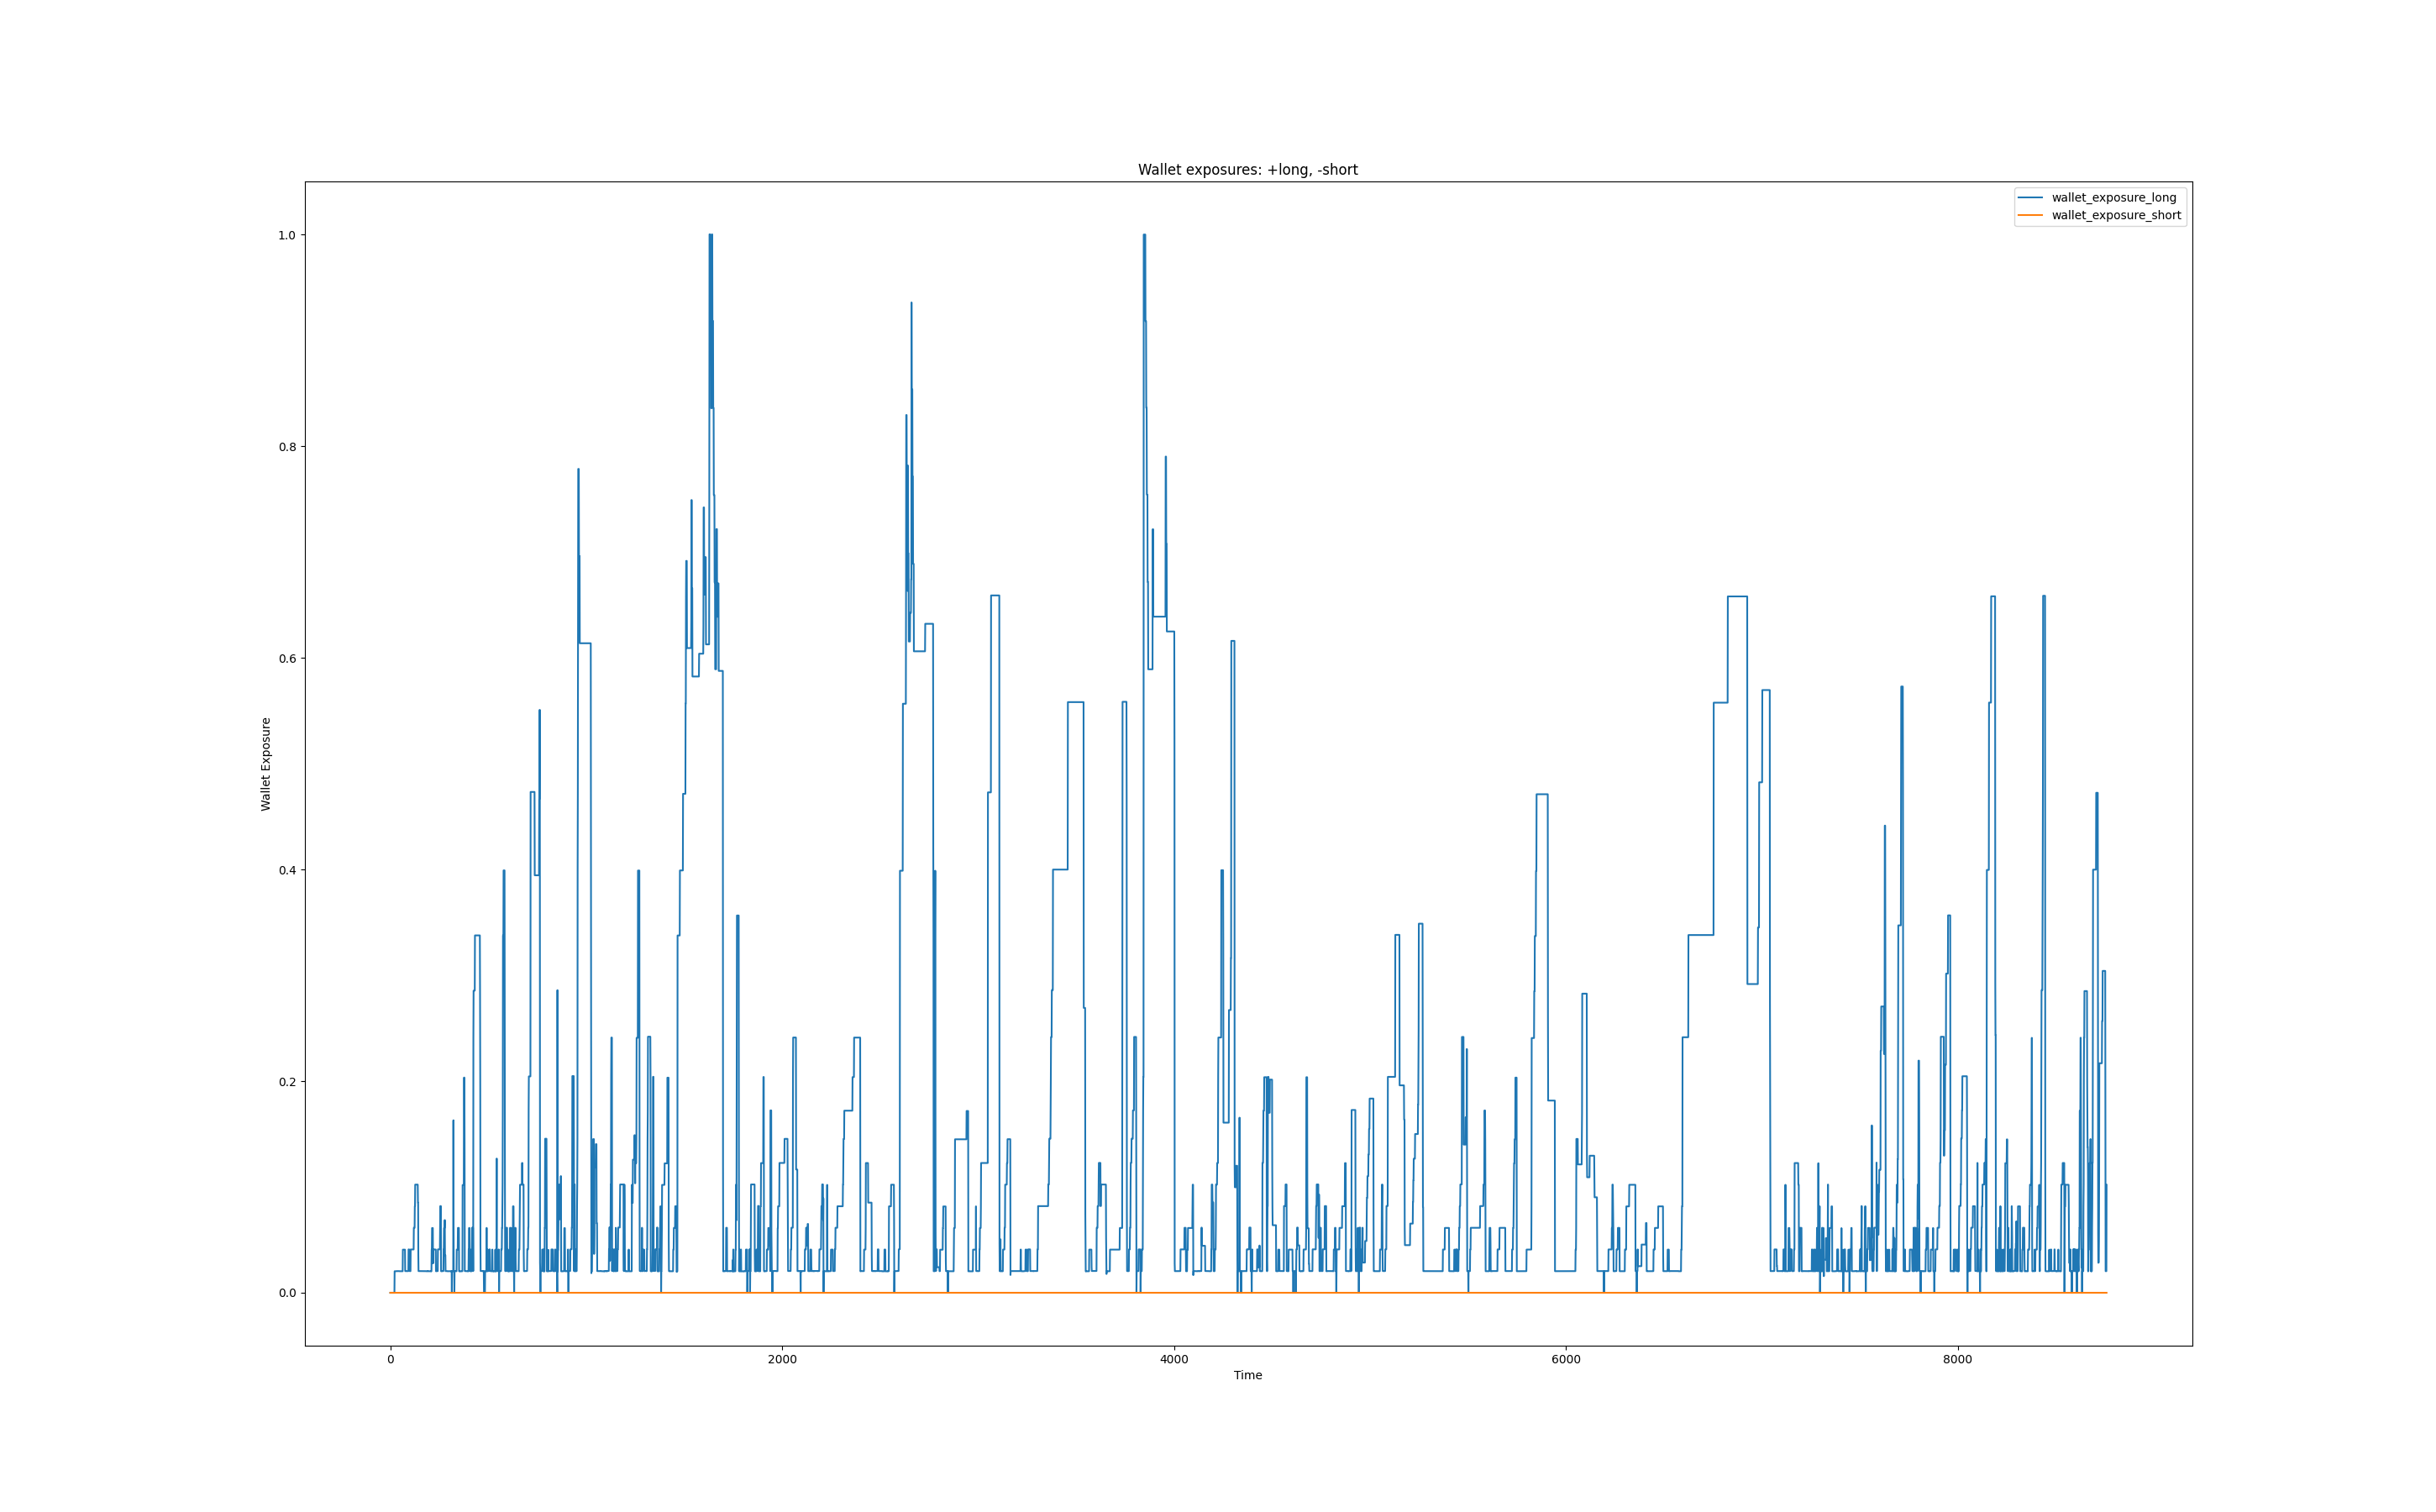 Wallet exposures: +long, -short
wallet_exposure_long
wallet_exposure_short
1.0
0.8
0.6
0.4
0.2
0.0
Wallet Exposure
0 2000 4000 6000 8000
Time